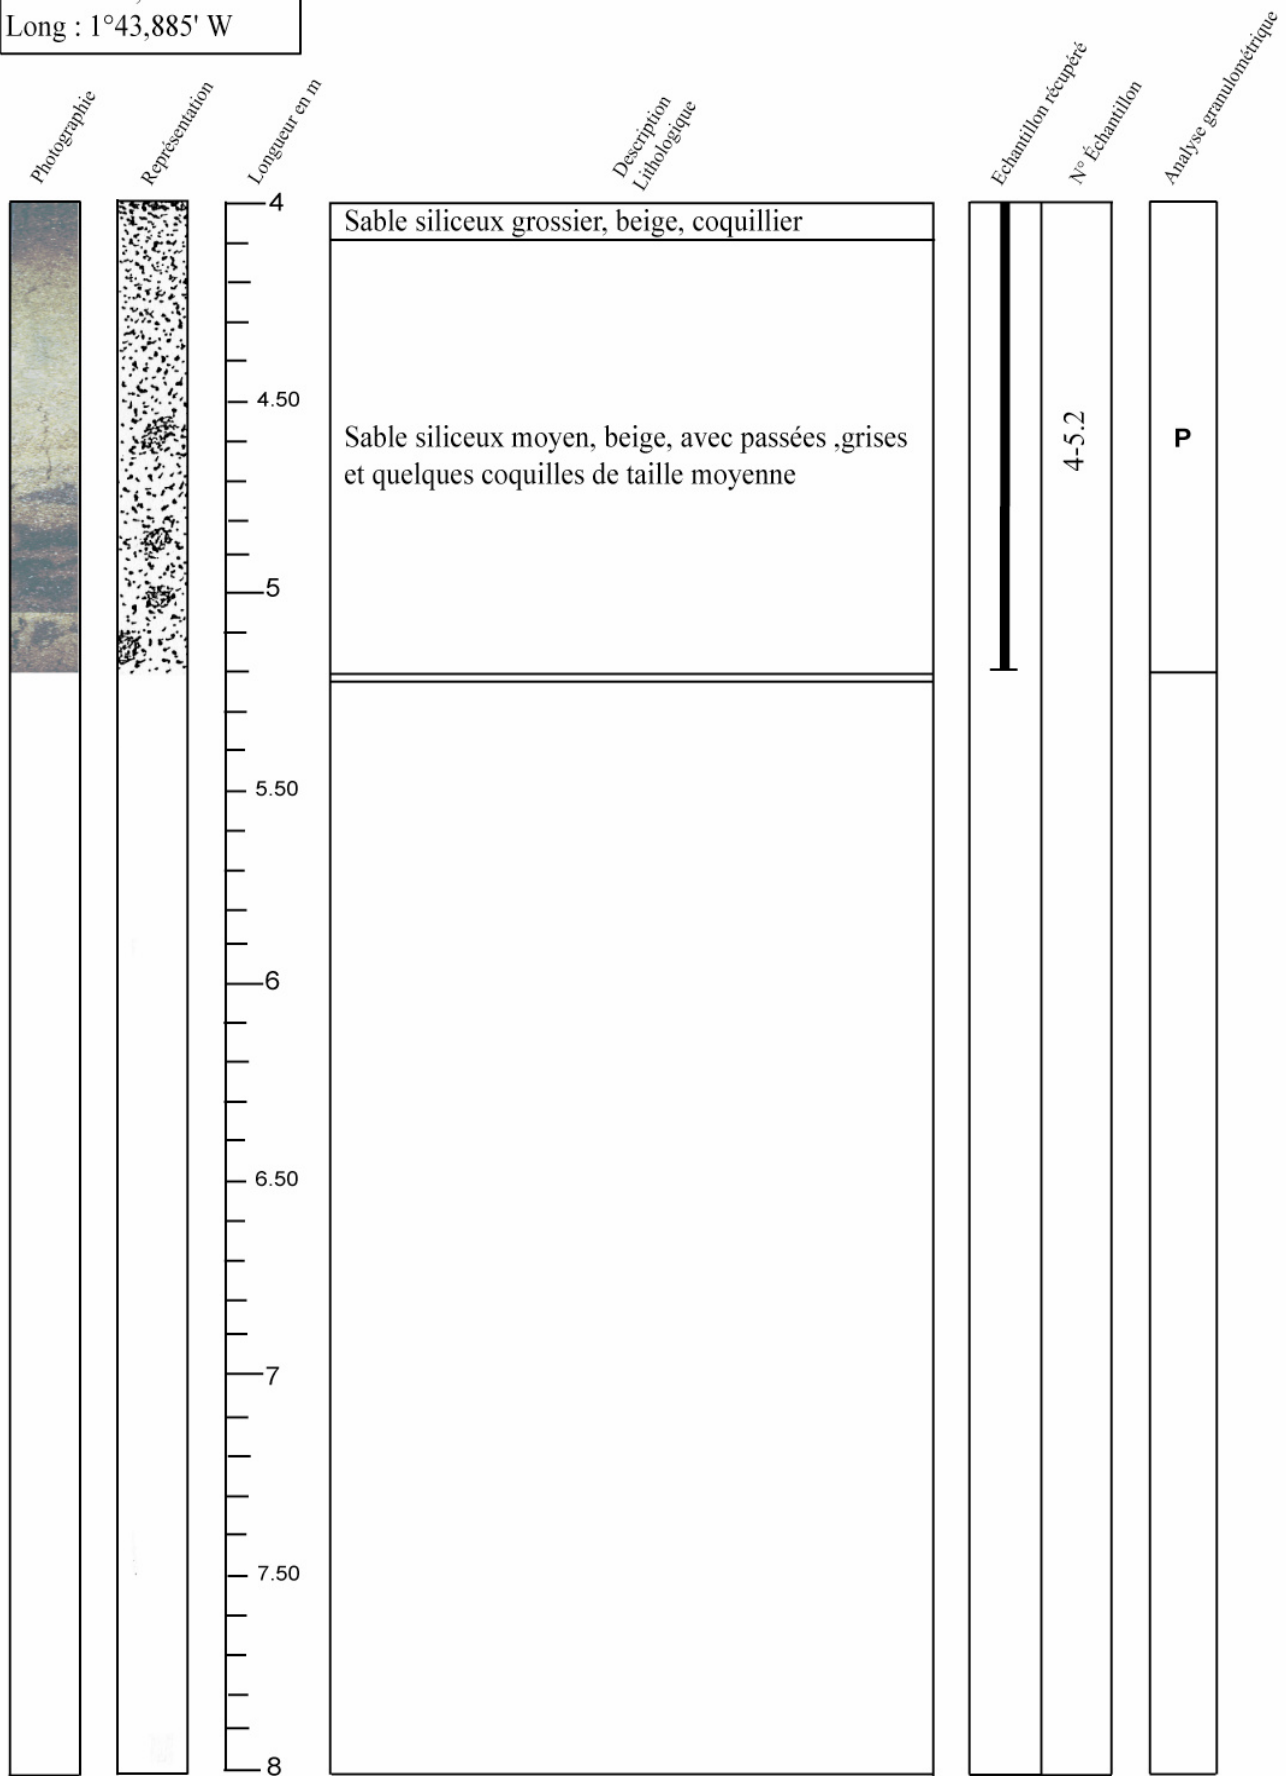 Long : 1°43,885' W
Photographie
Représentation
Longueur en m
Description
Lithologique
Echantillon récupéré
N° Échantillon
Analyse granulométrique
4
Sable siliceux grossier, beige, coquillier
4.50
Sable siliceux moyen, beige, avec passées ,grises
et quelques coquilles de taille moyenne
4-5.2
P
5
5.50
6
6.50
7
7.50
8